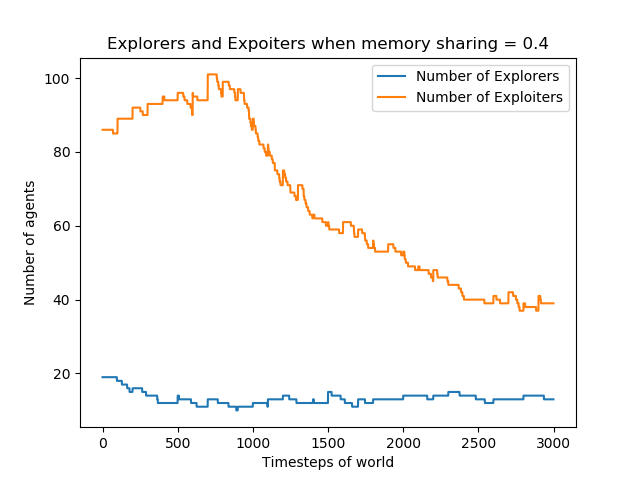 Explorers and Expoiters when memory sharing = 0.4
Number of Explorers
Number of Exploiters
Number of agents
100
80
60
40
20
0 500 1000 1500 2000 2500 3000
Timesteps of world